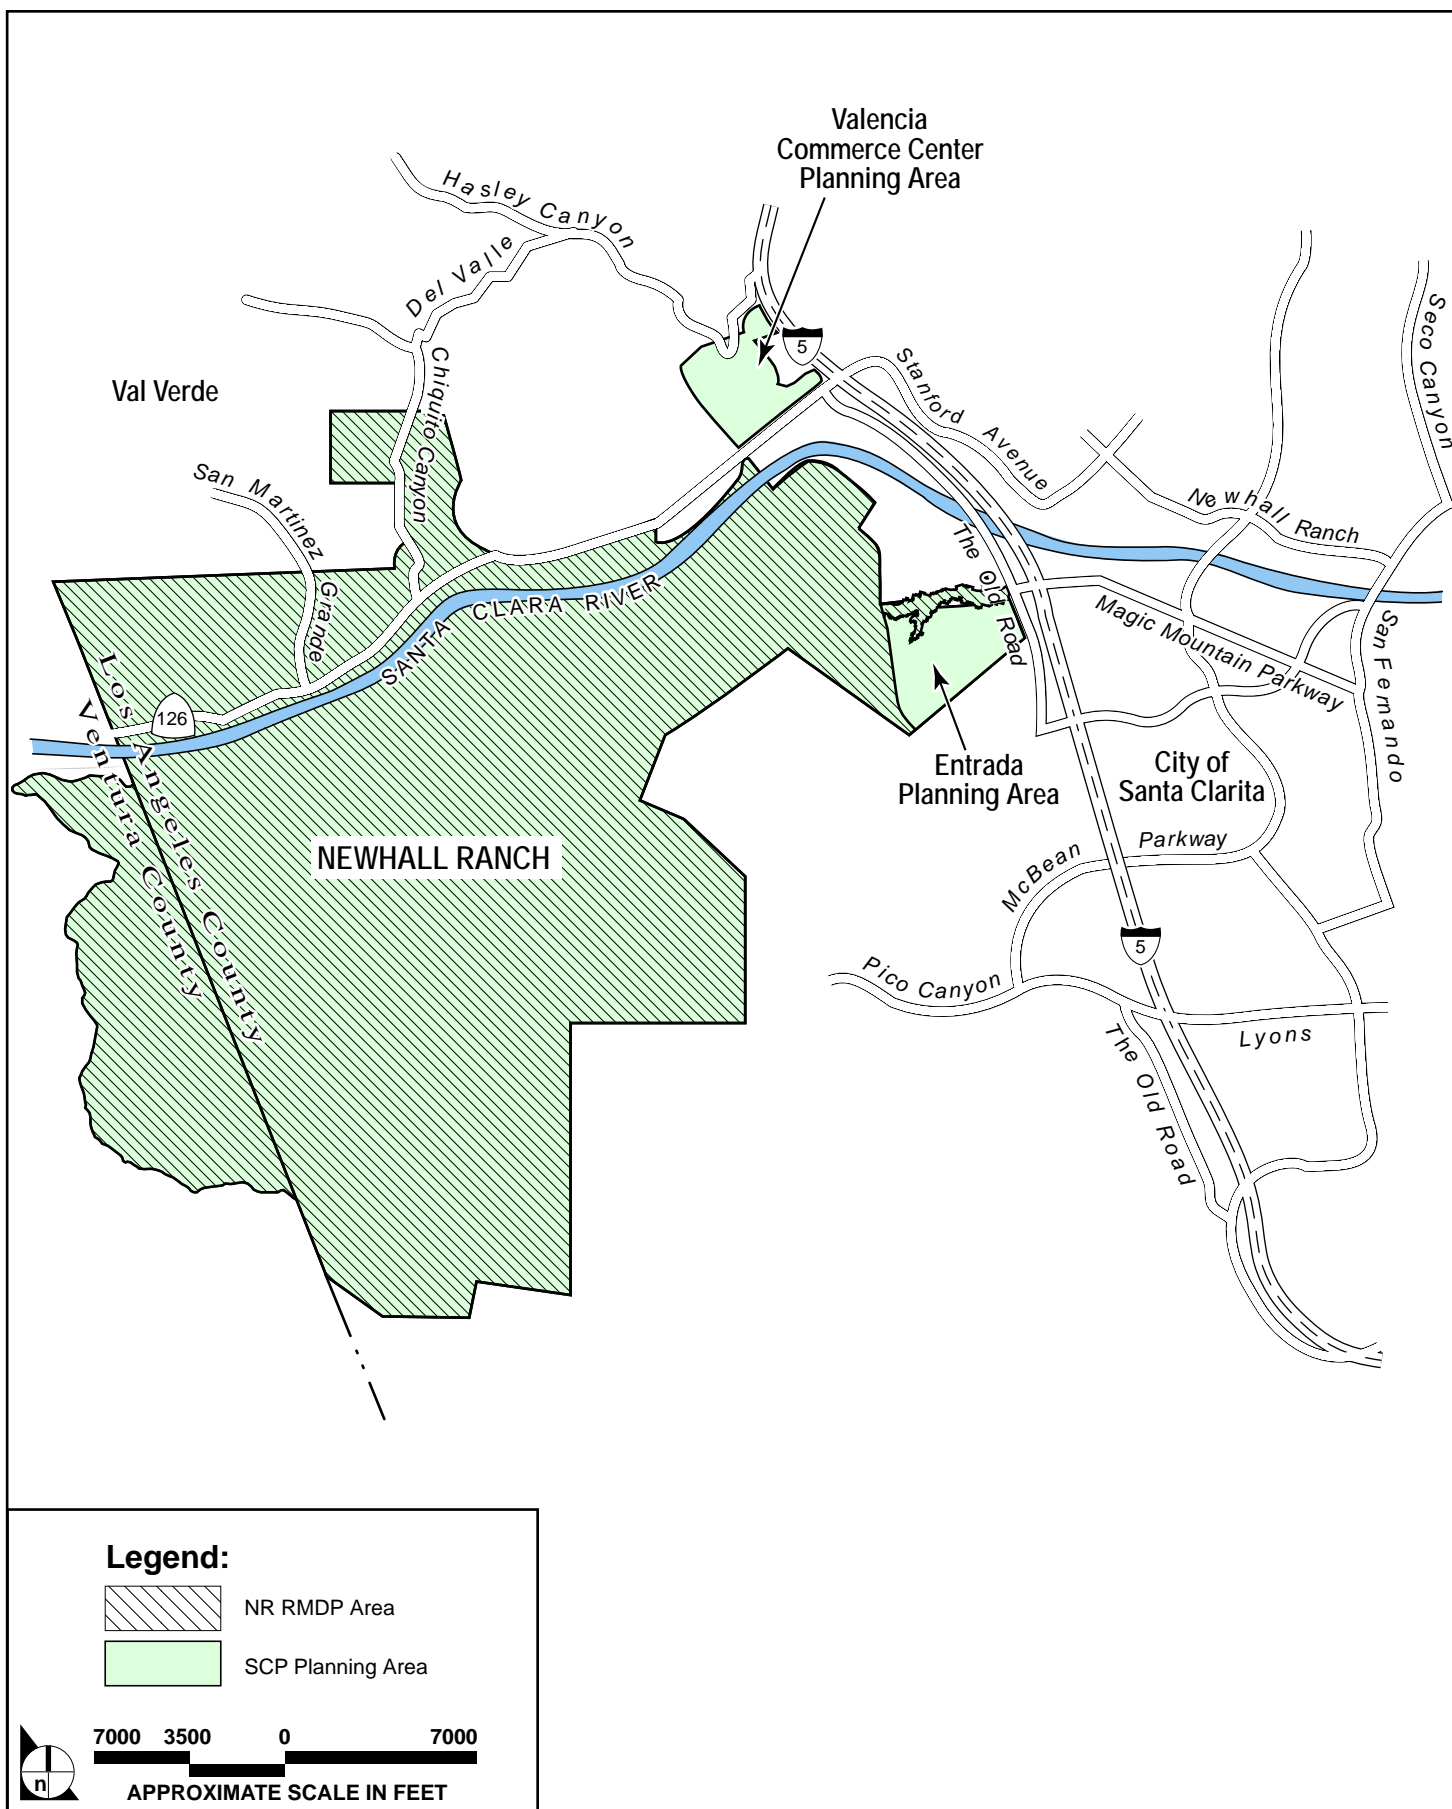 Valencia
Commerce Center
Planning Area
Hasley Canyon
Del Valle
5
Seco Canyon
Stanford Avenue
Chiquito Canyon
Val Verde
San Martinez Grande
Newhall Ranch
The Old Road
SANTA CLARA RIVER
Magic Mountain Parkway
San Fernando
Los Angeles County
Ventura County
126
Entrada
Planning Area
City of
Santa Clarita
NEWHALL RANCH
McBean Parkway
5
Pico Canyon
Lyons
The Old Road
Legend:
NR RMDP Area
SCP Planning Area
7000 3500 0 7000
n
APPROXIMATE SCALE IN FEET